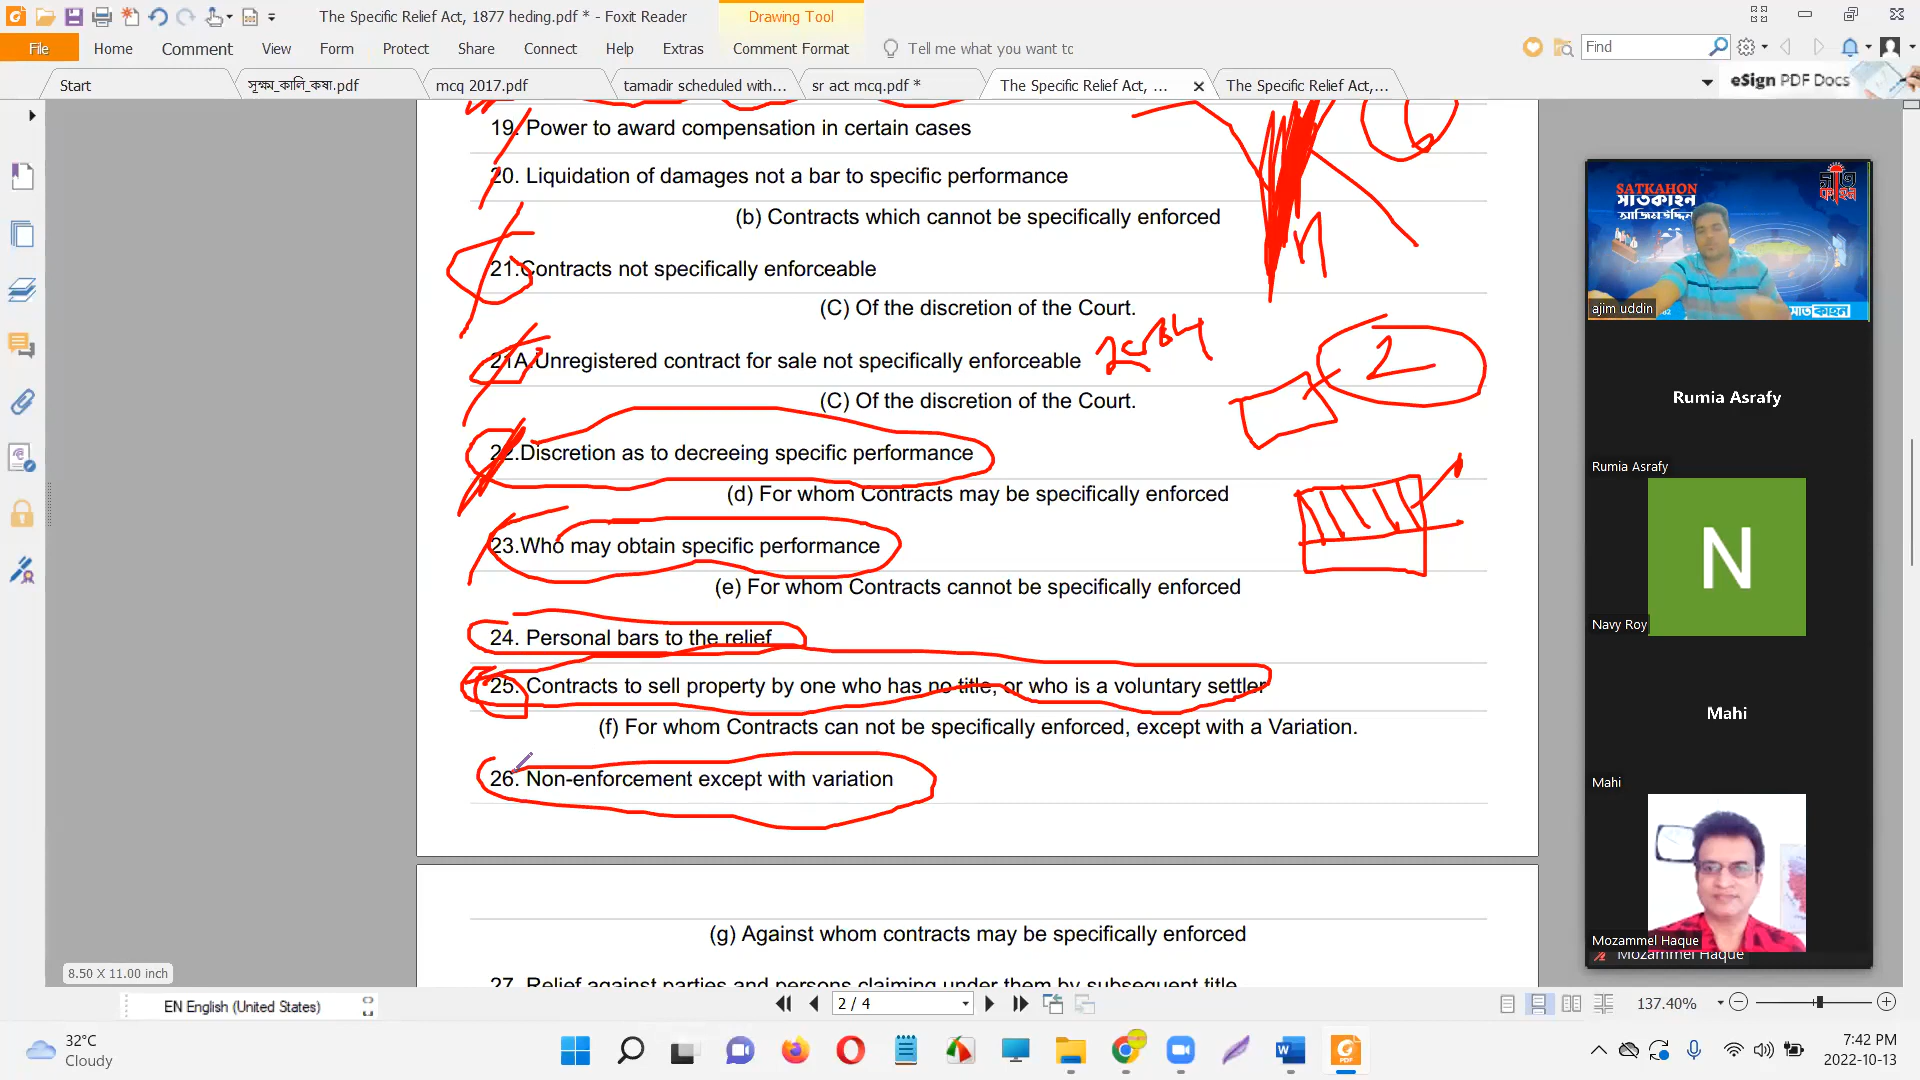 The Specific Relief Act, 1877 heding.pdf * - Foxit Reader
Drawing Tool
File
Home
Comment
View
Form
Protect
Share
Connect
Help
Extras
Comment Format
Tell me what you want to
Find
Start
সূক্ষ্ম_কালি_কষা.pdf
mcq 2017.pdf
tamadir scheduled with...
sr act mcq.pdf *
The Specific Relief Act, ...
The Specific Relief Act,...
eSign PDF Docs
19. Power to award compensation in certain cases
20. Liquidation of damages not a bar to specific performance
(b) Contracts which cannot be specifically enforced
21.Contracts not specifically enforceable
(C) Of the discretion of the Court.
21A.Unregistered contract for sale not specifically enforceable
2
(C) Of the discretion of the Court.
22.Discretion as to decreeing specific performance
(d) For whom Contracts may be specifically enforced
23.Who may obtain specific performance
(e) For whom Contracts cannot be specifically enforced
24. Personal bars to the relief
25. Contracts to sell property by one who has no title, or who is a voluntary settler
(f) For whom Contracts can not be specifically enforced, except with a Variation.
26. Non-enforcement except with variation
(g) Against whom contracts may be specifically enforced
27. Relief against parties and persons claiming under them by subsequent title
SATKAHON
সাতকাহন
আজিম উদ্দিন
সাত কাহন
ajim uddin
সাত কাহন
Rumia Asrafy
Rumia Asrafy
N
Navy Roy
Mahi
Mahi
Mozammel Haque
Mozammel Haque
8.50 X 11.00 inch
EN English (United States)
2 / 4
137.40%
32°C
Cloudy
7:42 PM
2022-10-13